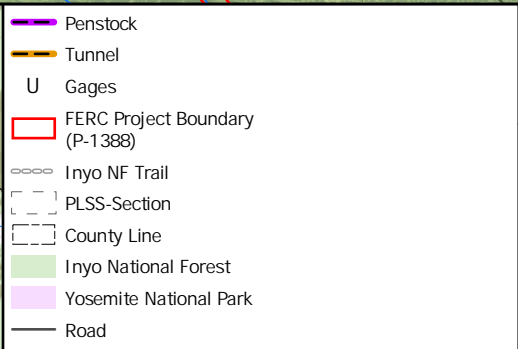 Penstock
Tunnel
U Gages
FERC Project Boundary
(P-1388)
Inyo NF Trail
PLSS-Section
County Line
Inyo National Forest
Yosemite National Park
Road